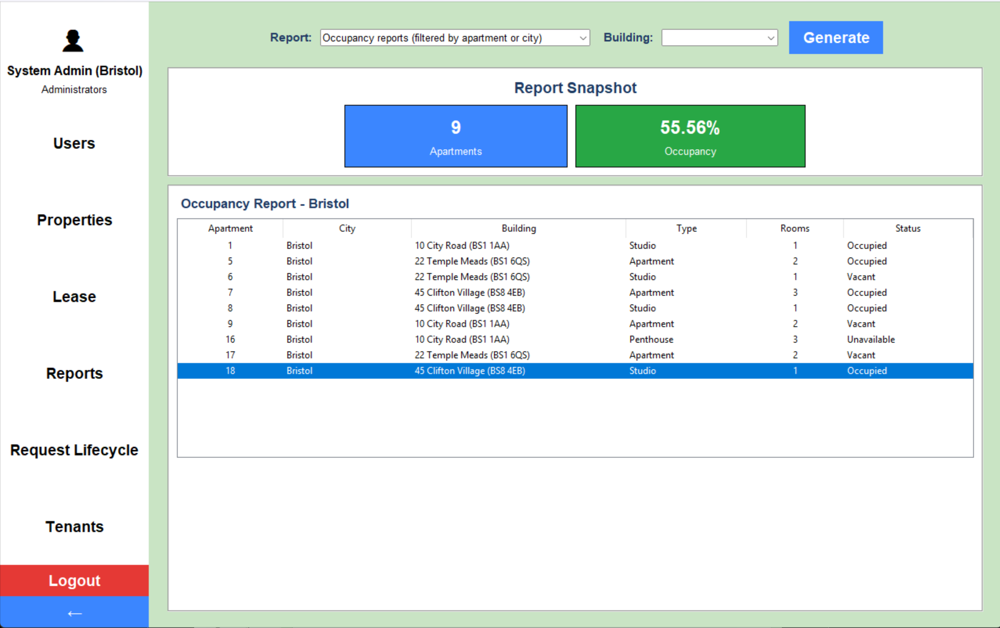 System Admin (Bristol)
Administrators
Users
Properties
Lease
Reports
Request Lifecycle
Tenants
Logout
←
Report: Occupancy reports (filtered by apartment or city) Building: Generate
Report Snapshot
9 55.56%
Apartments Occupancy
Occupancy Report - Bristol
Apartment City Building Type Rooms Status
1 Bristol 10 City Road (BS1 1AA) Studio 1 Occupied
5 Bristol 22 Temple Meads (BS1 6QS) Apartment 2 Occupied
6 Bristol 22 Temple Meads (BS1 6QS) Studio 1 Vacant
7 Bristol 45 Clifton Village (BS8 4EB) Apartment 3 Occupied
8 Bristol 45 Clifton Village (BS8 4EB) Studio 1 Occupied
9 Bristol 10 City Road (BS1 1AA) Apartment 2 Vacant
16 Bristol 10 City Road (BS1 1AA) Penthouse 3 Unavailable
17 Bristol 22 Temple Meads (BS1 6QS) Apartment 2 Vacant
18 Bristol 45 Clifton Village (BS8 4EB) Studio 1 Occupied